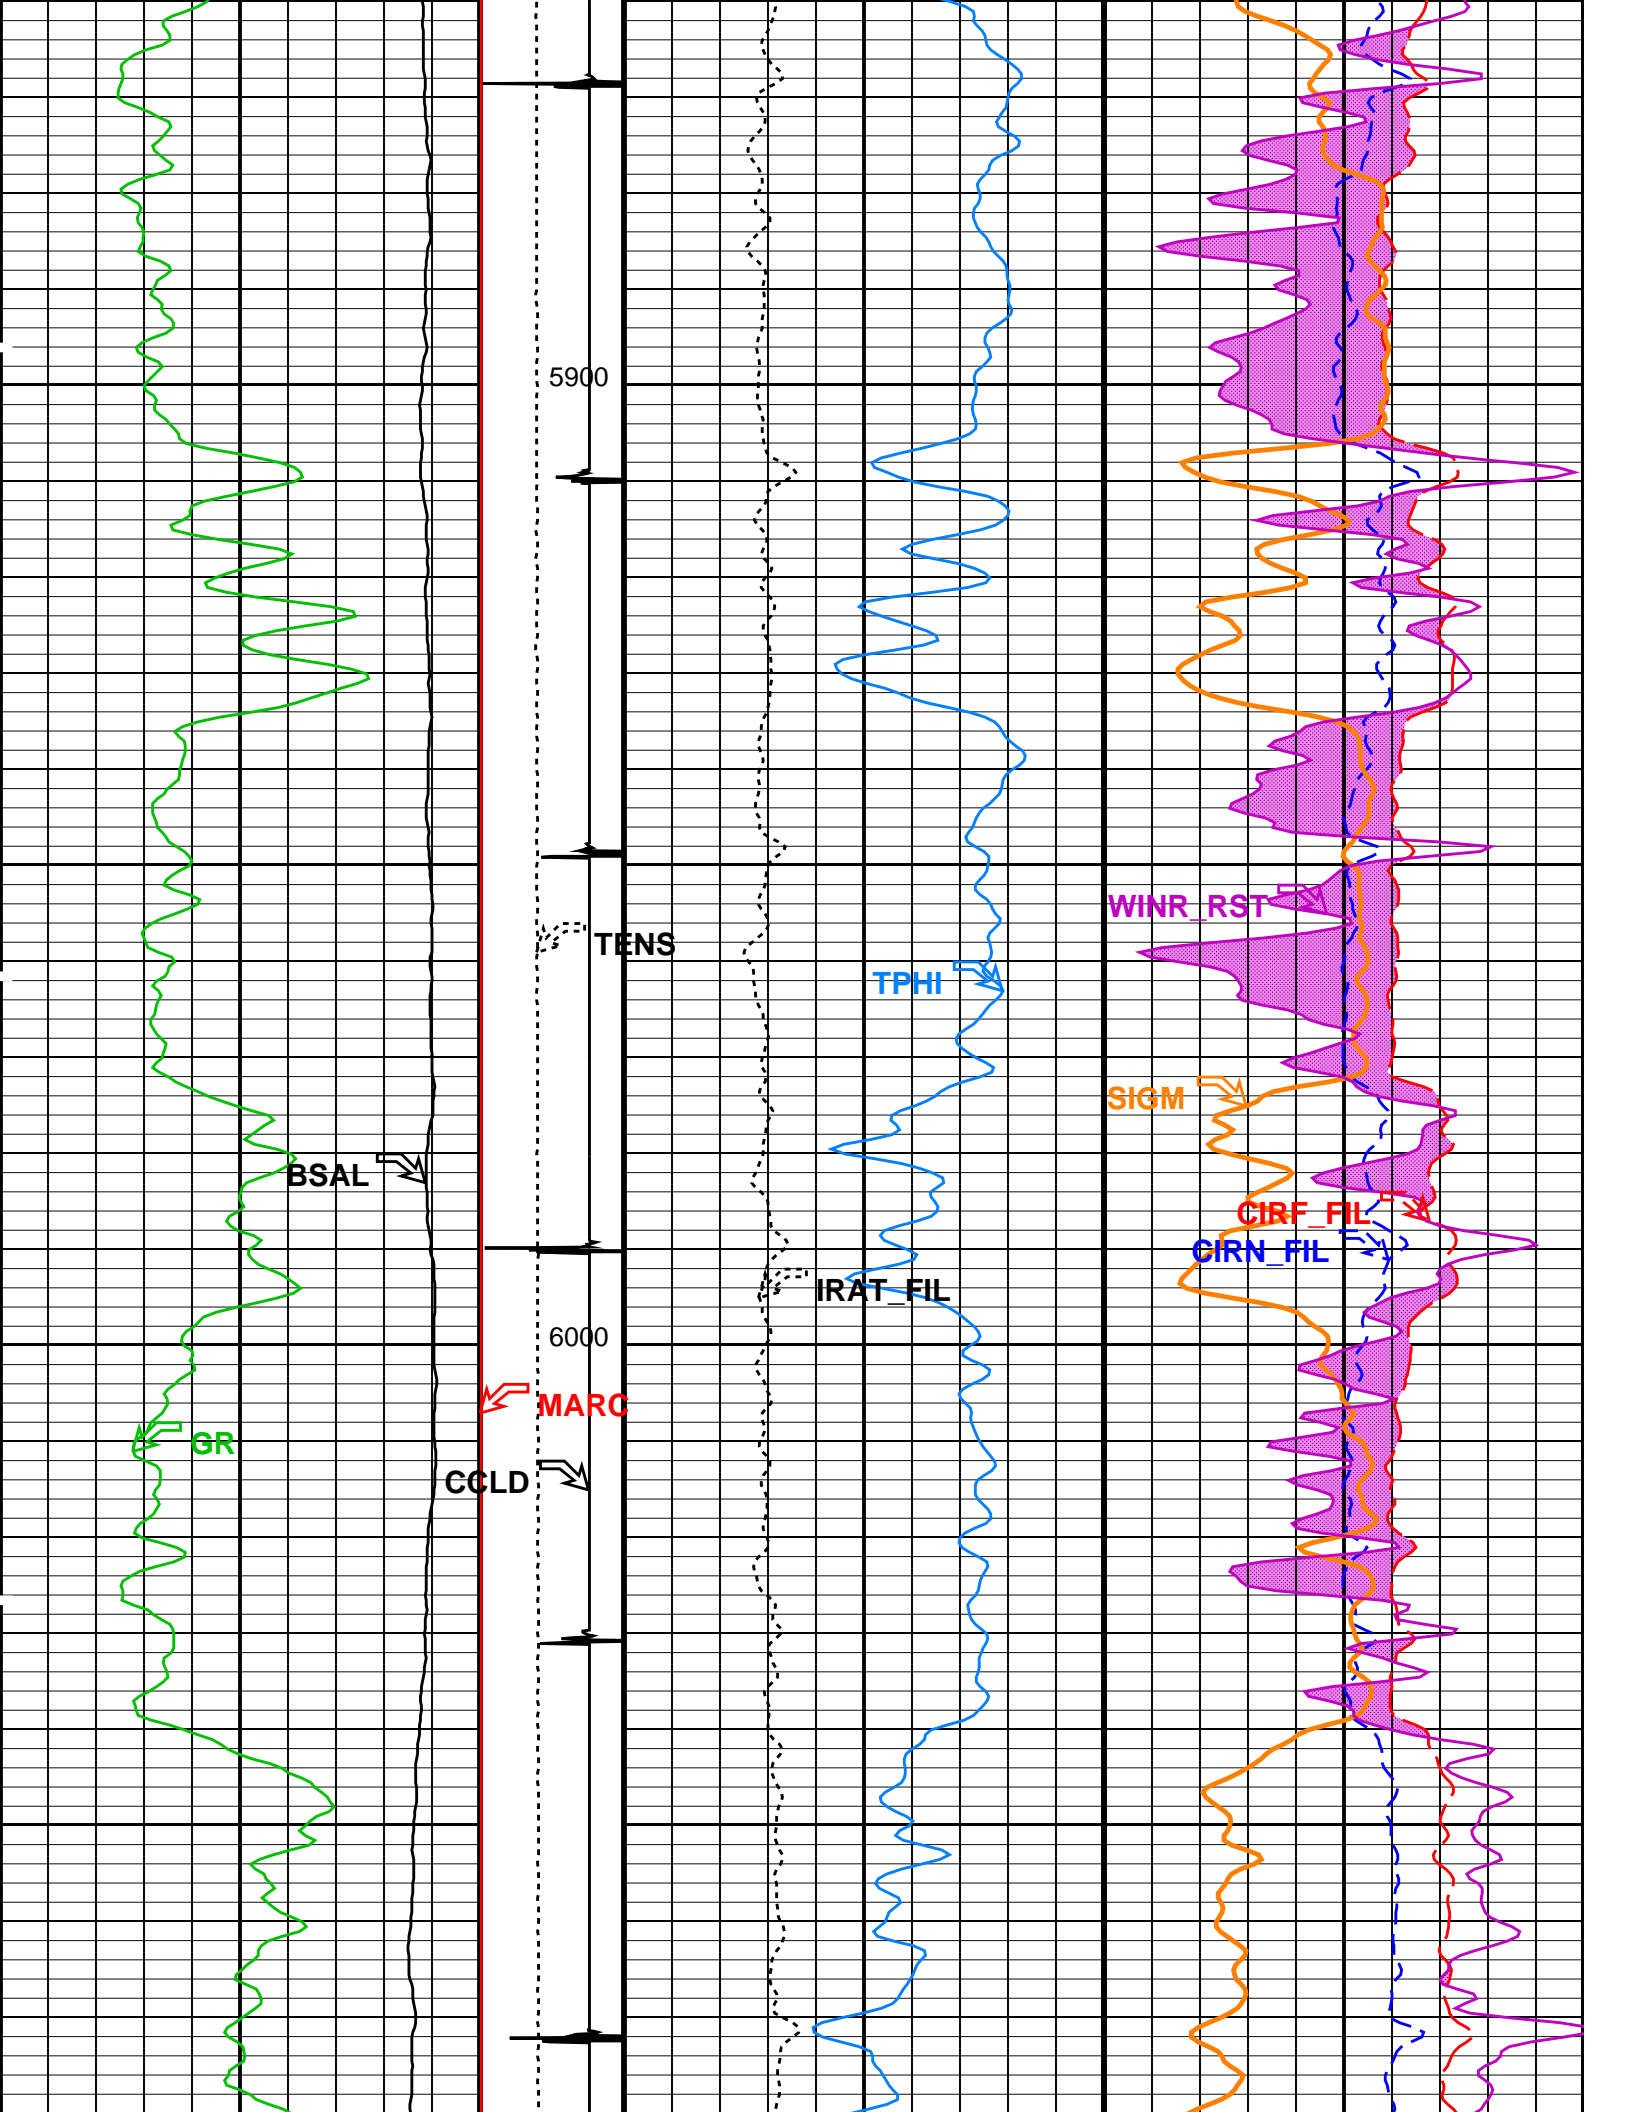 5900
WINR_RST
TENS
TPHI
SIGM
BSAL
CIRF_FIL
CIRN_FIL
IRAT_FIL
6000
MARC
GR
CCLD